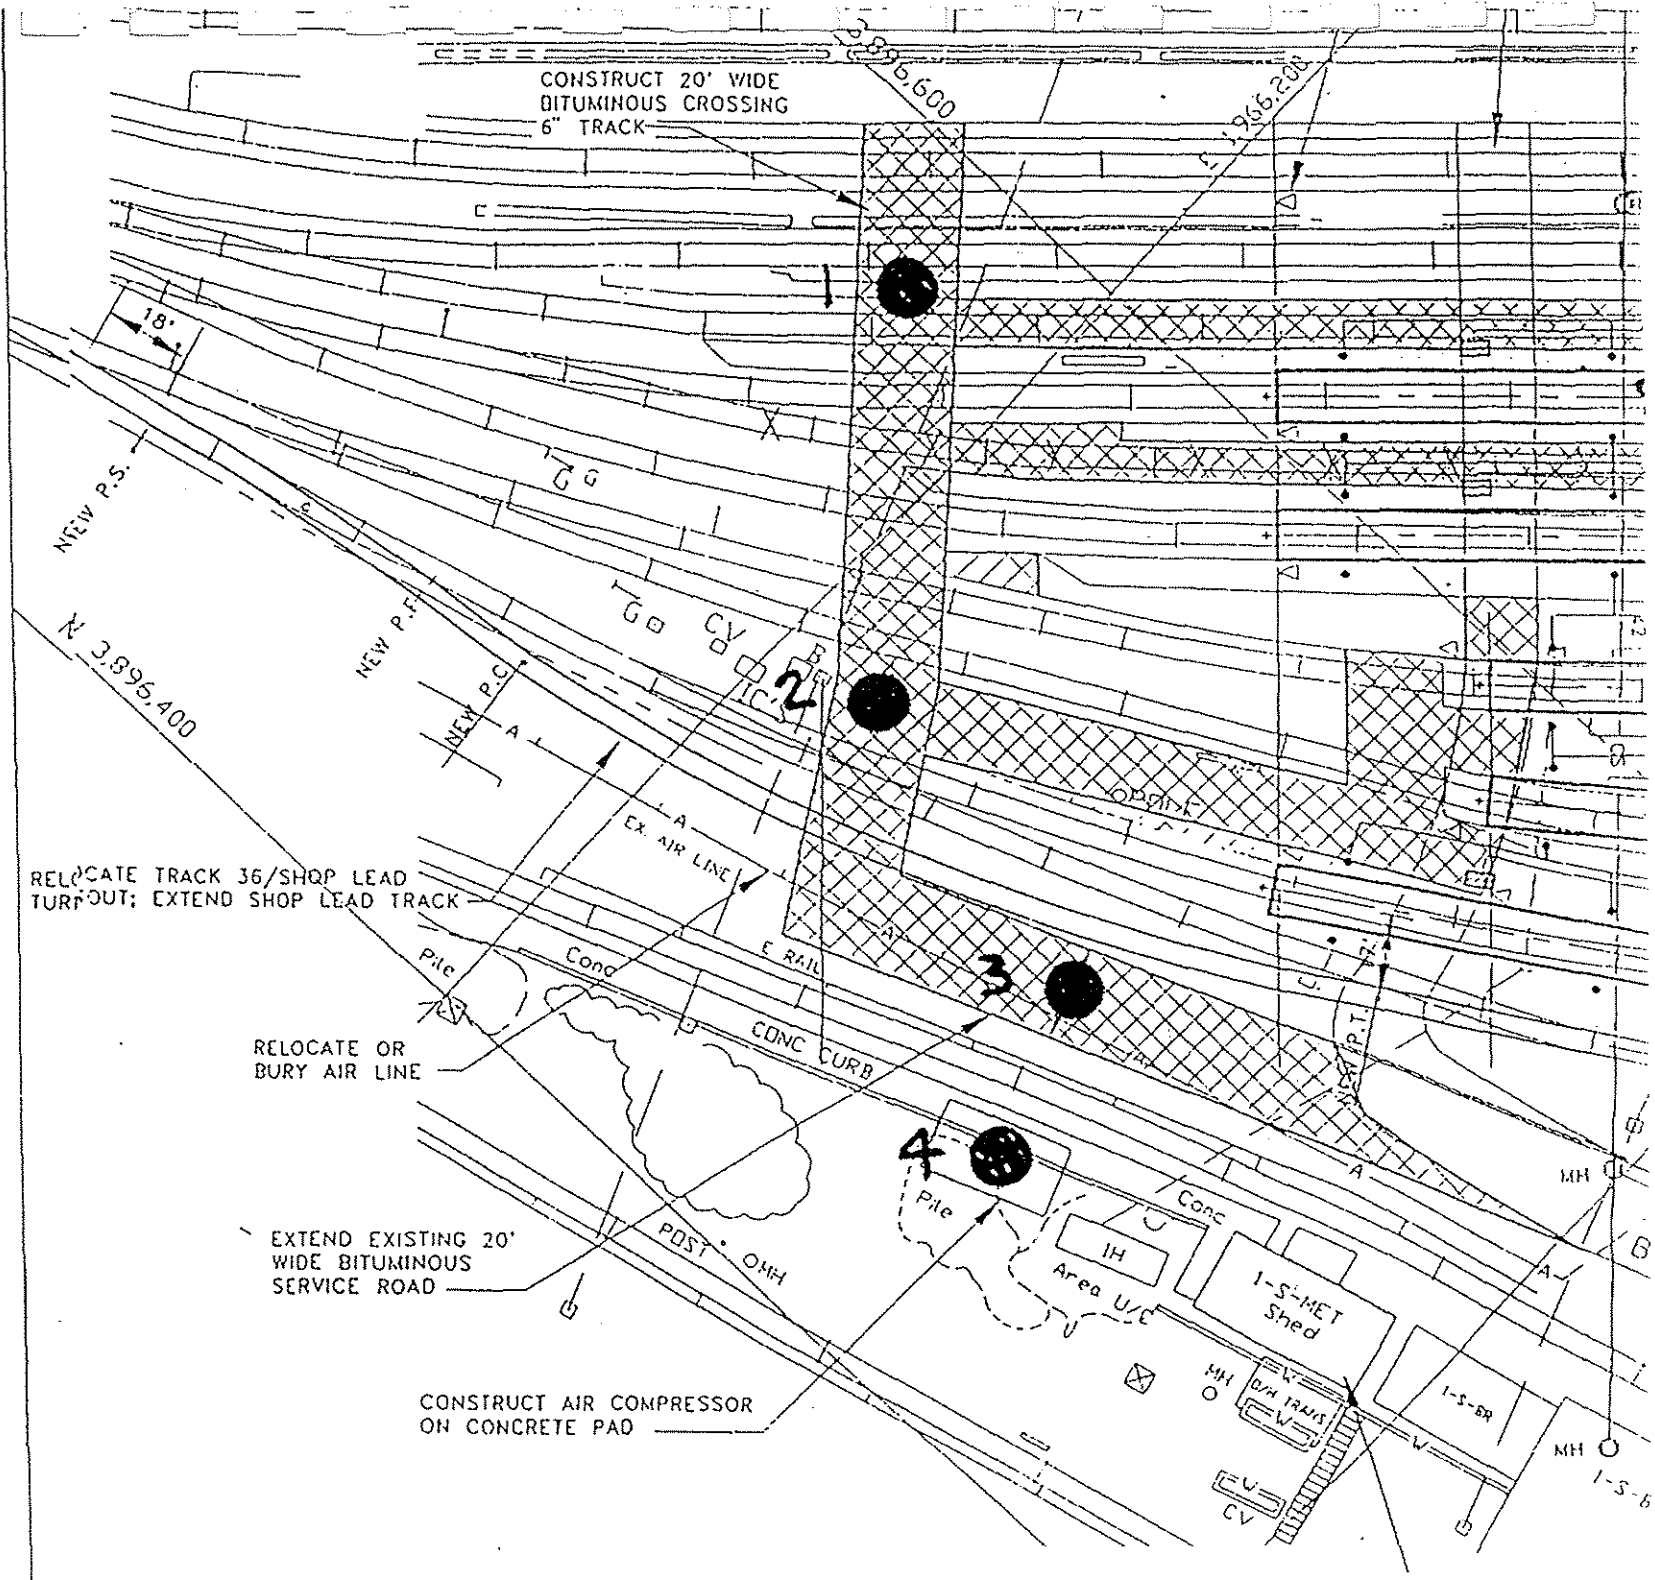 CONSTRUCT 20' WIDE
BITUMINOUS CROSSING
6" TRACK
1
18'
G
G
NEW P.S.
G
CV
NEW P.F.
N 3,896,400
B
IC
2
NEW P.C.
A
A
EX. AIR LINE
RELOCATE TRACK 36/SHOP LEAD
TURNOUT; EXTEND SHOP LEAD TRACK
Pile
Conc
E RAIL
A
3
RELOCATE OR
BURY AIR LINE
CONC CURB
A
4
Pile
Conc
A
MH
B
A
EXTEND EXISTING 20'
WIDE BITUMINOUS
SERVICE ROAD
POST
OMH
1H
Area U/C
1-S-MET
Shed
CONSTRUCT AIR COMPRESSOR
ON CONCRETE PAD
MH
W
O/H TRANS
W
1-S-BR
W
MH
W
CV